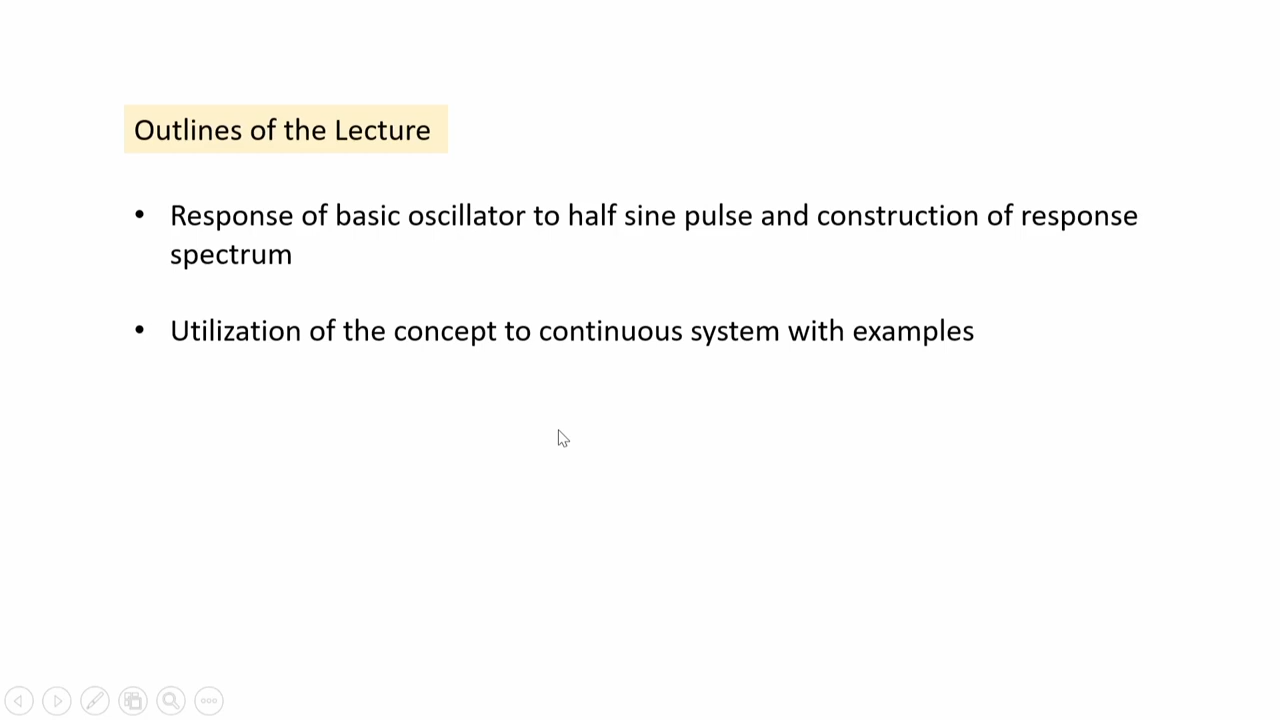 Outlines of the Lecture
• Response of basic oscillator to half sine pulse and construction of response
spectrum
• Utilization of the concept to continuous system with examples